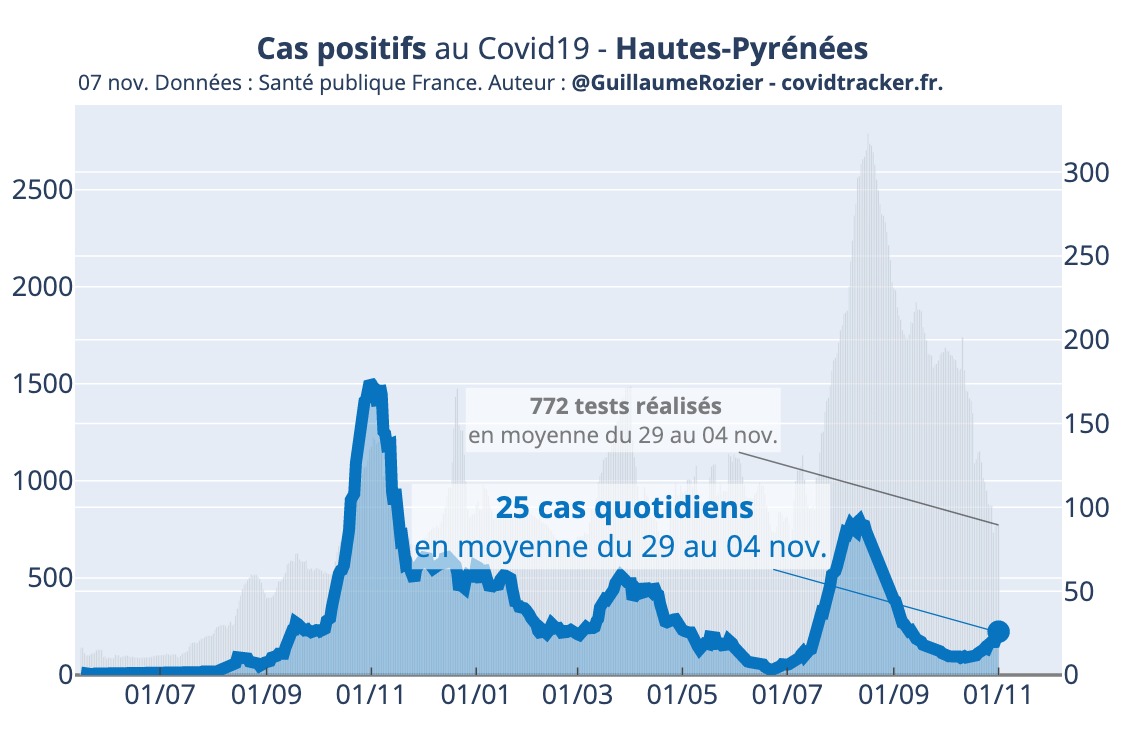 Cas positifs au Covid19 - Hautes-Pyrénées
07 nov. Données : Santé publique France. Auteur : @GuillaumeRozier - covidtracker.fr.
300
2500
250
2000
200
1500
772 tests réalisés
en moyenne du 29 au 04 nov.
150
1000
25 cas quotidiens
100
en moyenne du 29 au 04 nov.
500
50
0
0
01/07 01/09 01/11 01/01 01/03 01/05 01/07 01/09 01/11